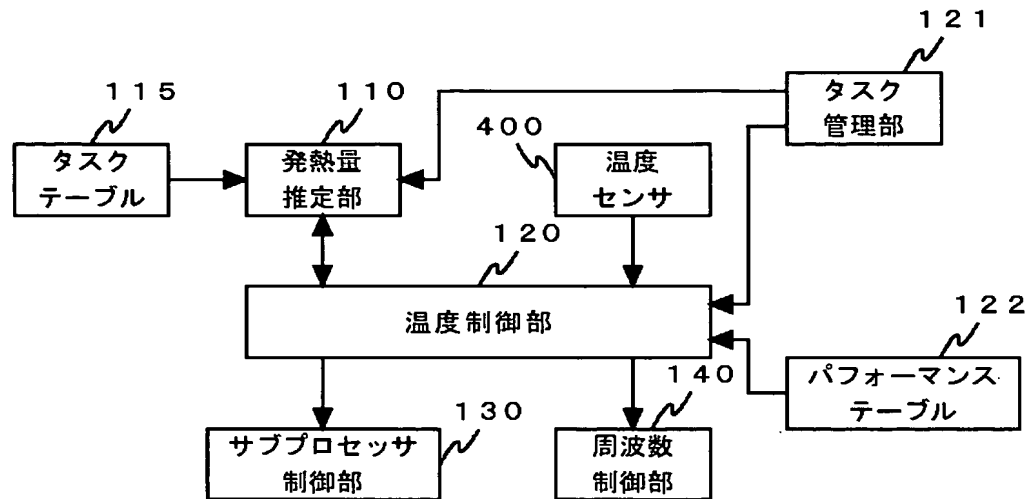 １２１
タスク
管理部
１１５
タスク
テーブル
１１０
発熱量
推定部
400
温度
センサ
１２０
温度制御部
１２２
パフォーマンス
テーブル
１３０
サブプロセッサ
制御部
１４０
周波数
制御部